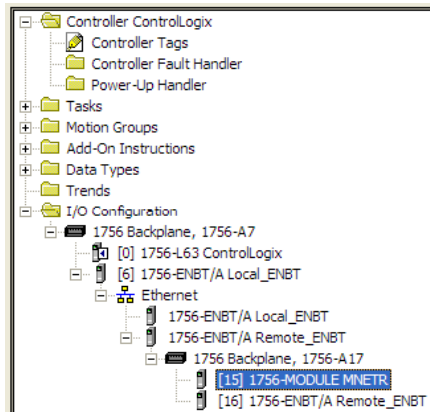 Controller ControlLogix
Controller Tags
Controller Fault Handler
Power-Up Handler
Tasks
Motion Groups
Add-On Instructions
Data Types
Trends
I/O Configuration
1756 Backplane, 1756-A7
[0] 1756-L63 ControlLogix
[6] 1756-ENBT/A Local_ENBT
Ethernet
1756-ENBT/A Local_ENBT
1756-ENBT/A Remote_ENBT
1756 Backplane, 1756-A17
[15] 1756-MODULE MNETR
[16] 1756-ENBT/A Remote_ENBT